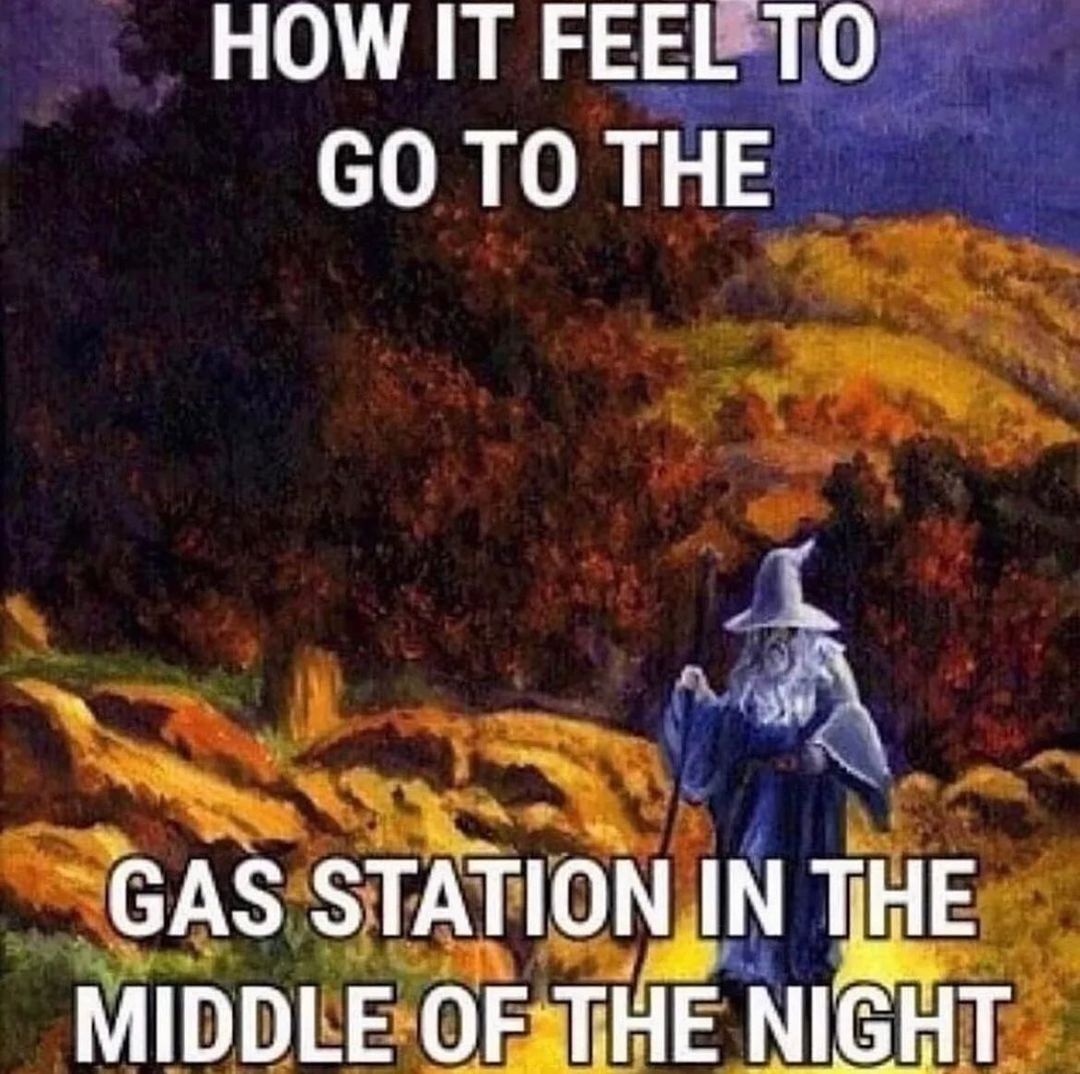 HOW IT FEEL TO
GO TO THE
GAS STATION IN THE
MIDDLE OF THE NIGHT